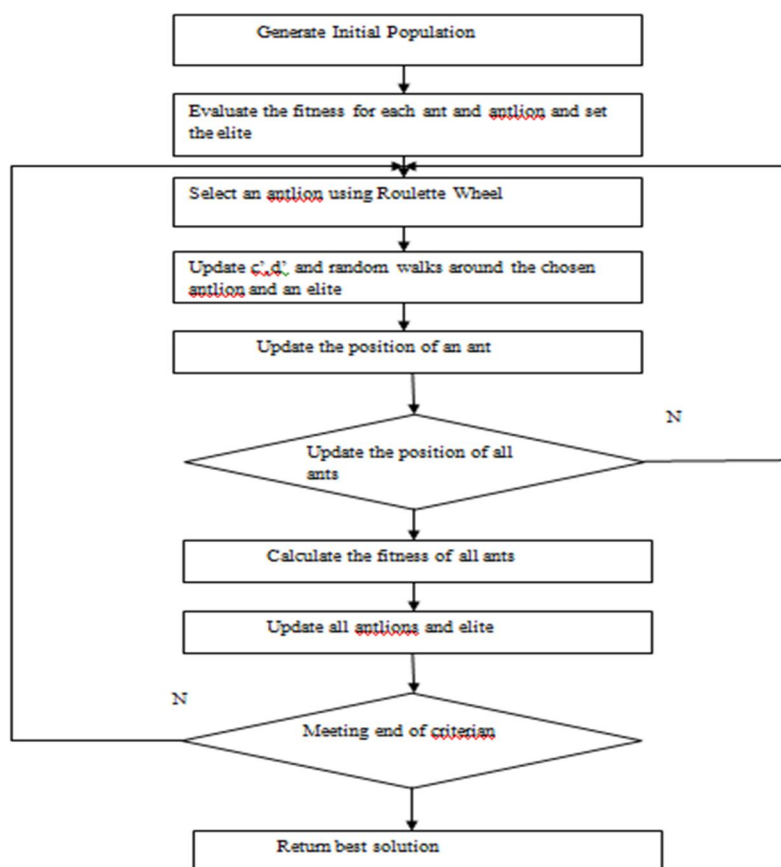 Generate Initial Population
Evaluate the fitness for each ant and antlion and set
the elite
Select an antlion using Roulette Wheel
Update c',d' and random walks around the chosen
antlion and an elite
Update the position of an ant
N
Update the position of all
ants
Calculate the fitness of all ants
Update all antlions and elite
N
Meeting end of criterian
Return best solution